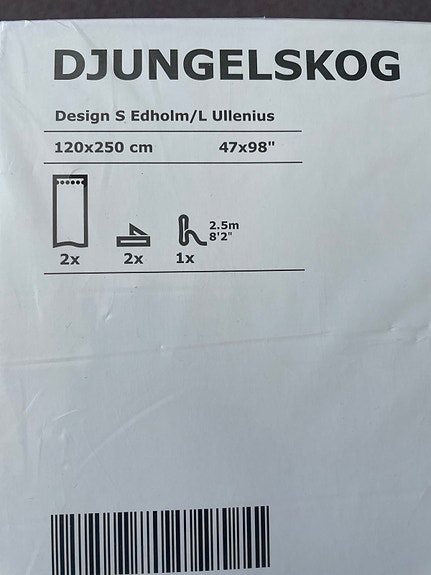 DJUNGELSKOG
Design S Edholm/L Ullenius
120x250 cm 47x98"
2.5m
8'2"
2x 2x 1x